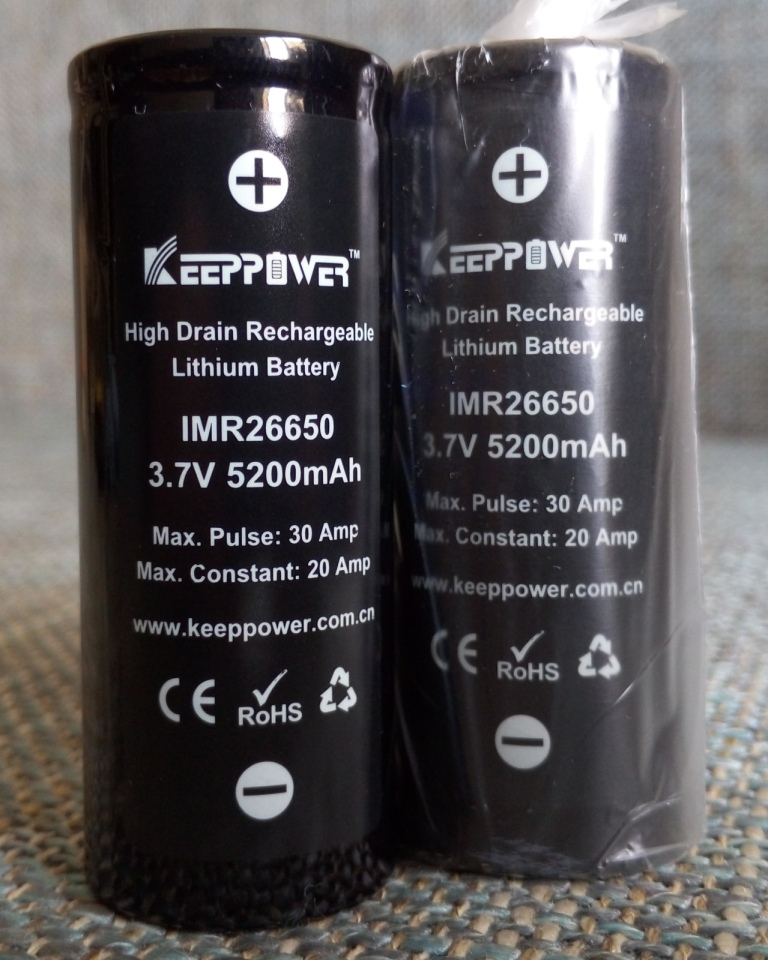 +
KEEPPOWER™
High Drain Rechargeable
Lithium Battery
IMR26650
3.7V 5200mAh
Max. Pulse: 30 Amp
Max. Constant: 20 Amp
www.keeppower.com.cn
CE RoHS
−
+
KEEPPOWER™
High Drain Rechargeable
Lithium Battery
IMR26650
3.7V 5200mAh
Max. Pulse: 30 Amp
Max. Constant: 20 Amp
www.keeppower.com.cn
CE RoHS
−